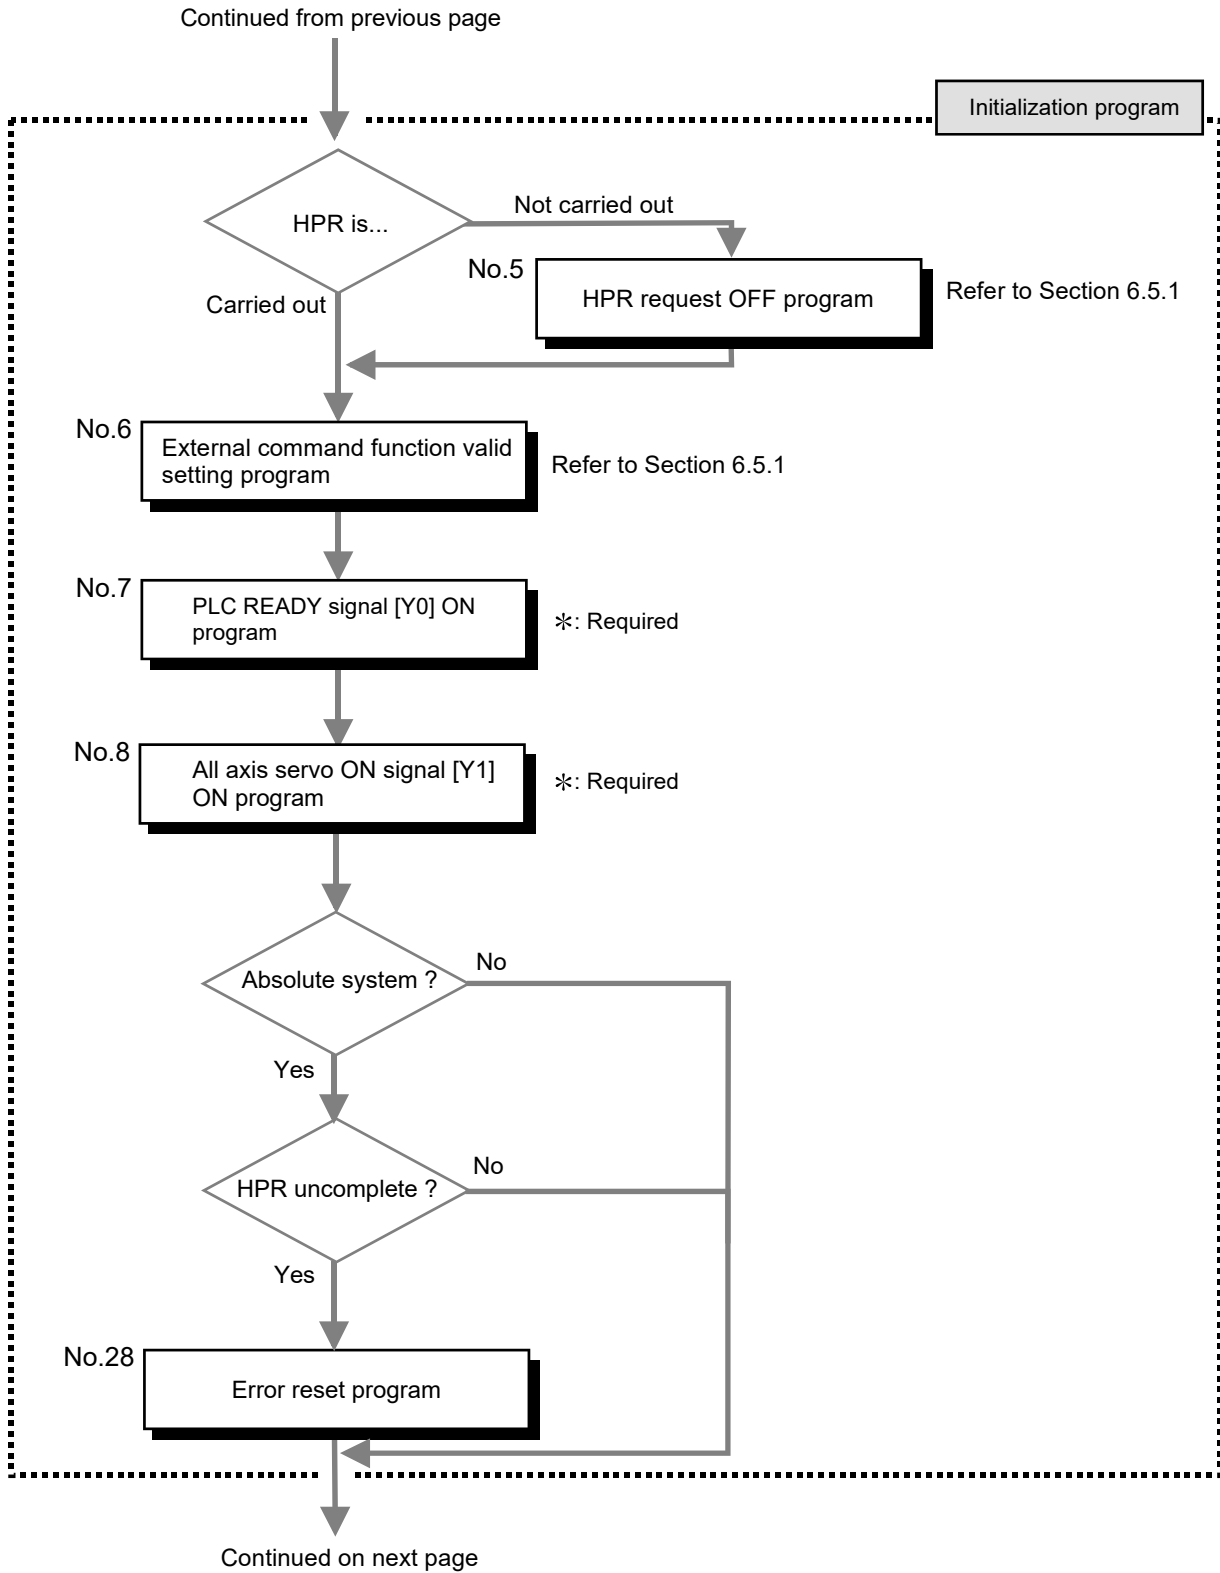 Continued from previous page
Initialization program
HPR is...
Not carried out
No.5
HPR request OFF program
Refer to Section 6.5.1
Carried out
No.6
External command function valid
setting program
Refer to Section 6.5.1
No.7
PLC READY signal [Y0] ON
program
*: Required
No.8
All axis servo ON signal [Y1]
ON program
*: Required
Absolute system ?
No
Yes
HPR uncomplete ?
No
Yes
No.28
Error reset program
Continued on next page